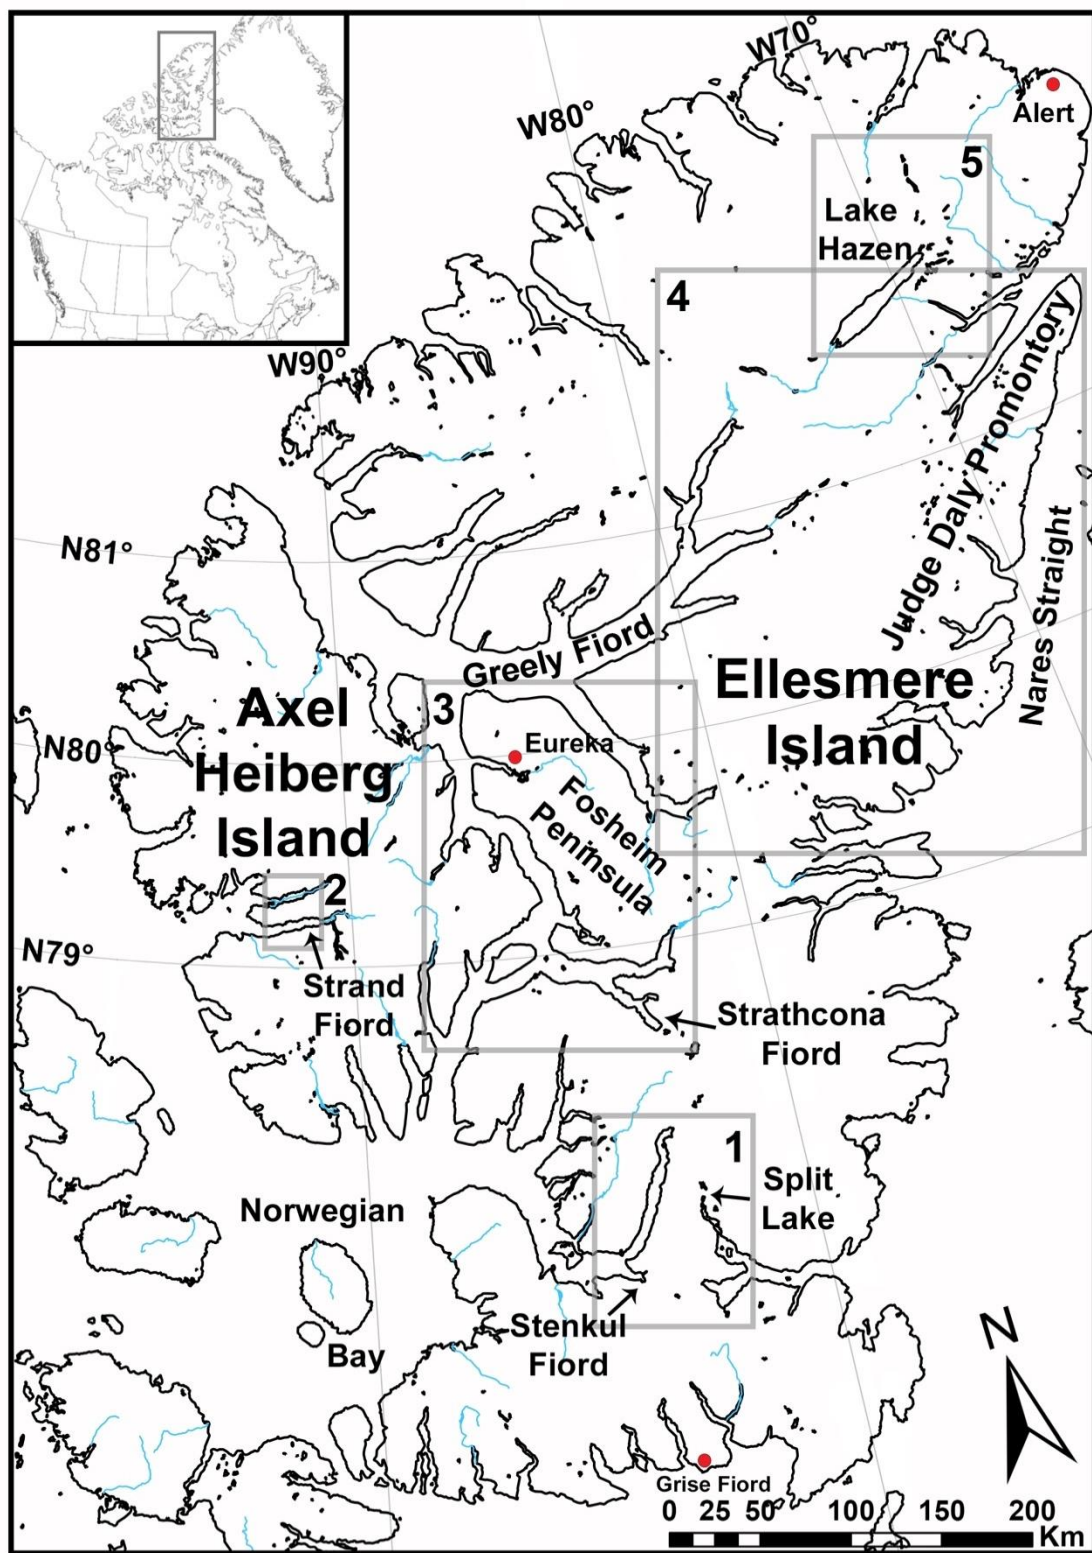 W70°
Alert
W80°
5
Lake
Hazen
4
W90°
Judge Daly Promontory
N81°
Nares Straight
Greely Fiord
Ellesmere
Island
Axel
Heiberg
Island
3
Eureka
N80°
Fosheim
Peninsula
2
N79°
Strand
Fiord
Strathcona
Fiord
1
Split
Lake
Norwegian
Bay
Stenkul
Fiord
N
Grise Fiord
0 25 50 100 150 200
Km